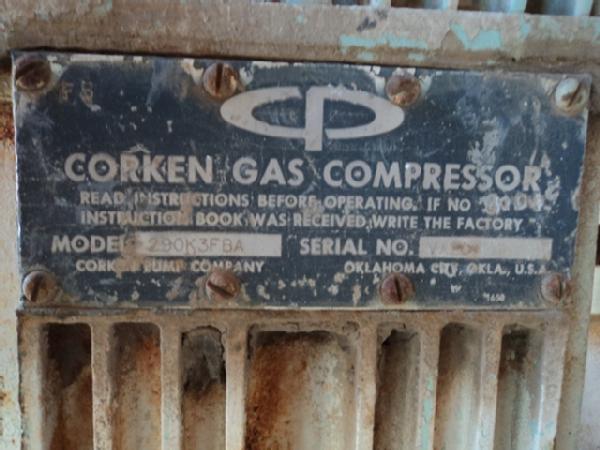 CP
CORKEN GAS COMPRESSOR
READ INSTRUCTIONS BEFORE OPERATING. IF NO
INSTRUCTION BOOK WAS RECEIVED, WRITE THE FACTORY
MODEL 290K3FBA SERIAL NO.
CORKEN PUMP COMPANY OKLAHOMA CITY, OKLA., U.S.A.